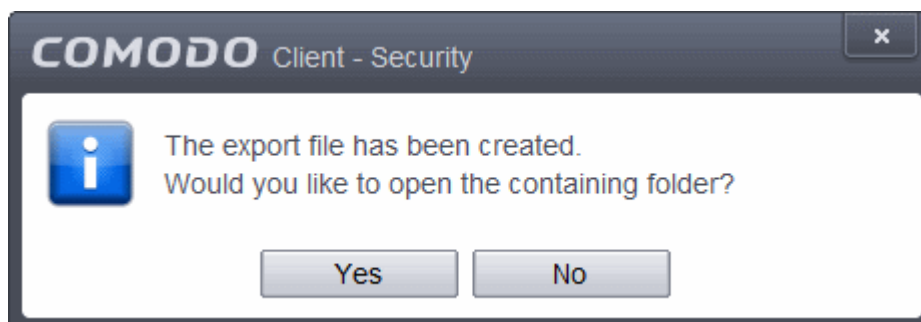 COMODO Client - Security
The export file has been created.
Would you like to open the containing folder?
Yes No